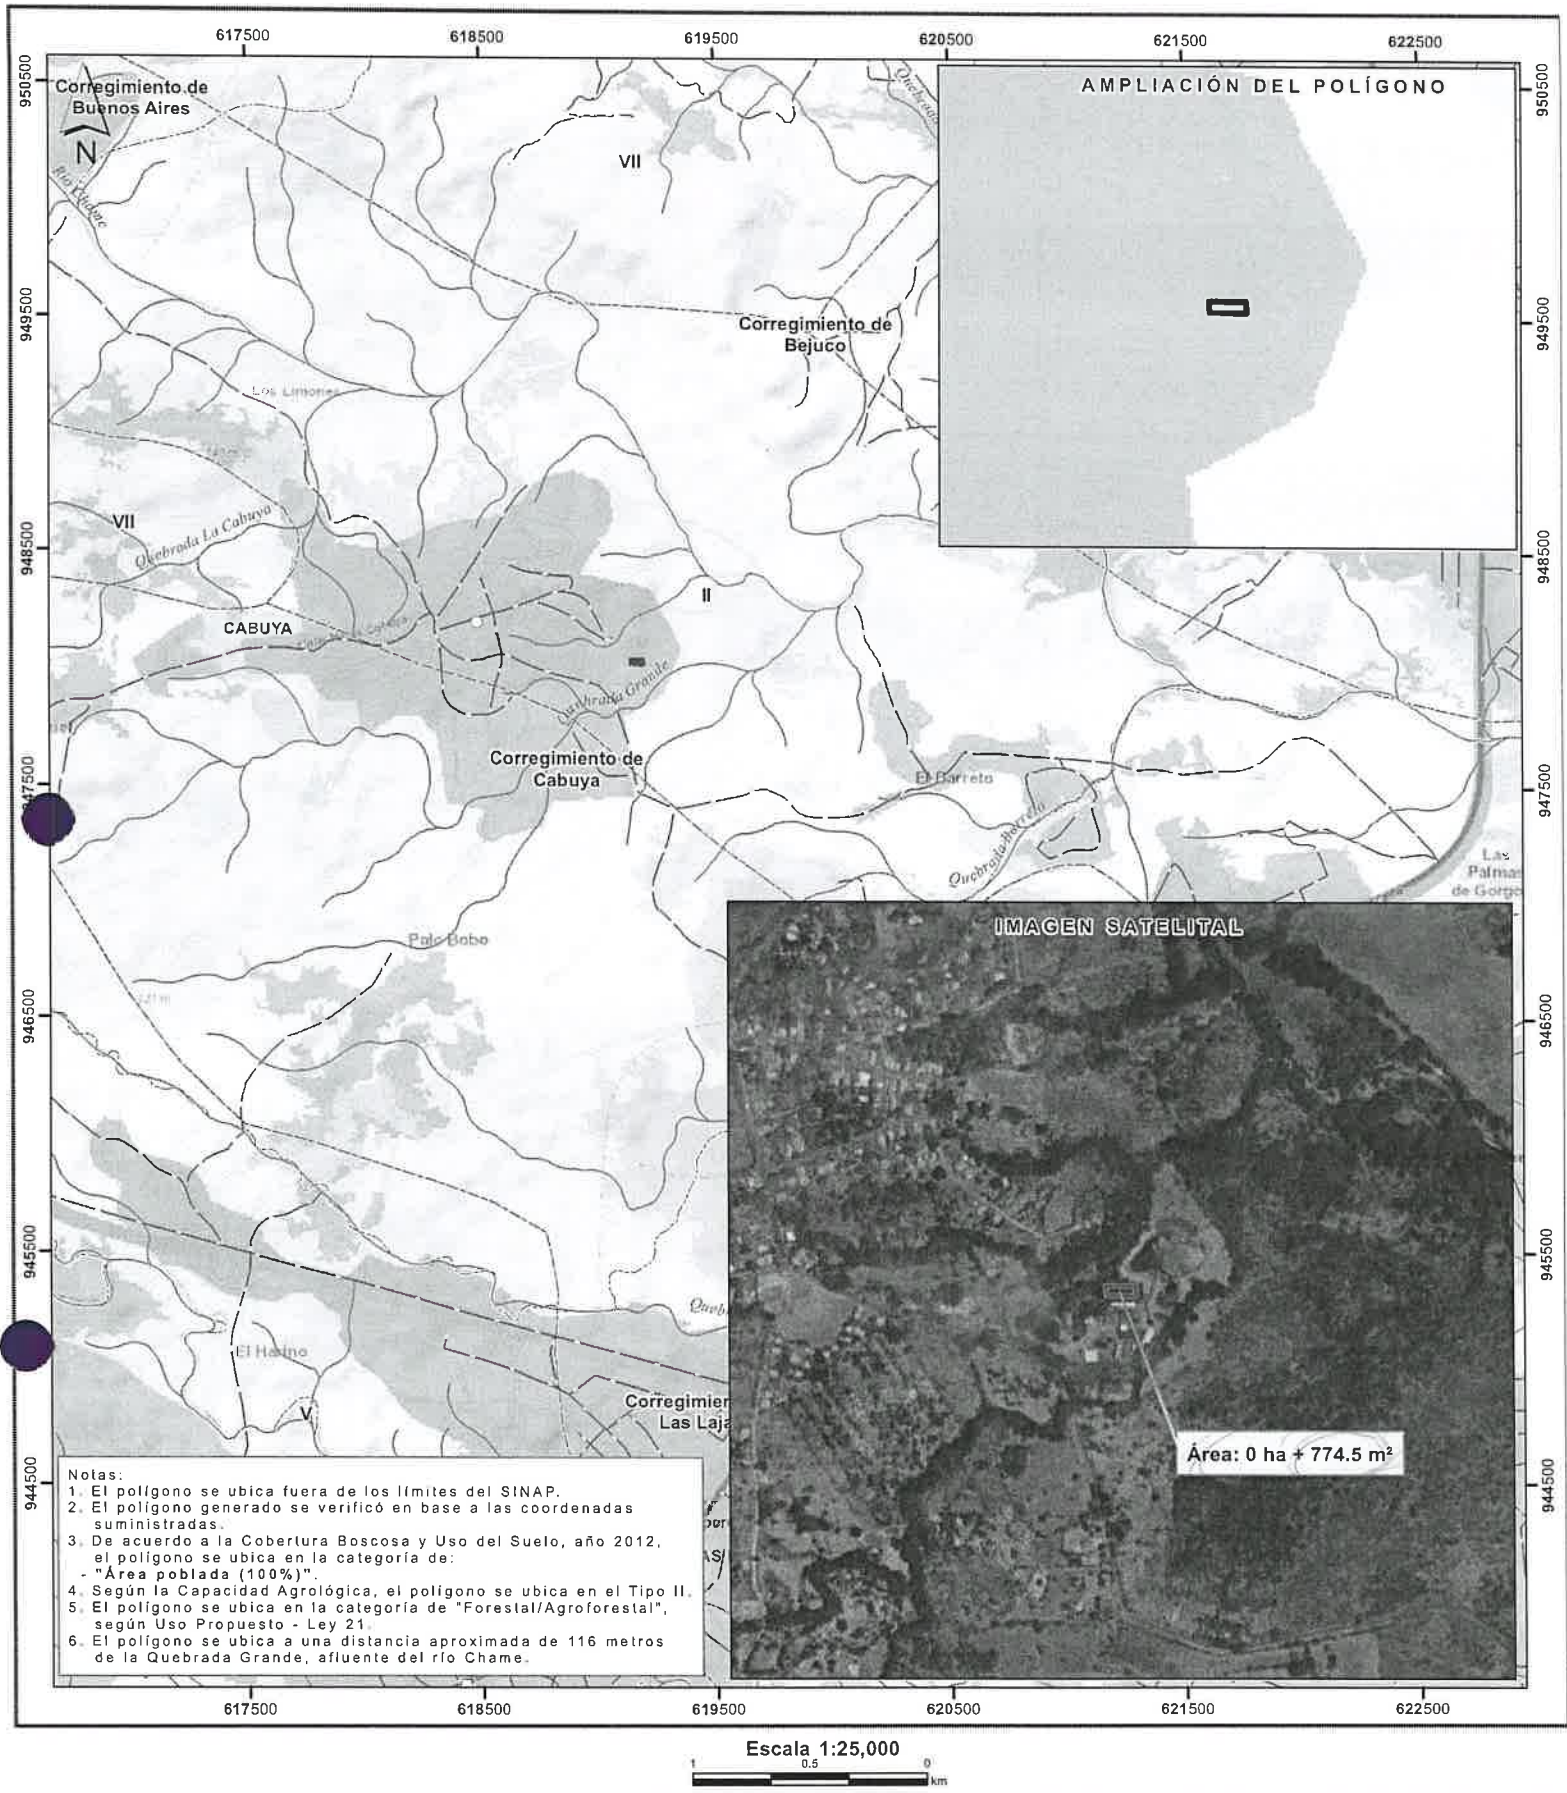 617500 618500 619500 620500 621500 622500
950500
950500
Corregimiento de
Buenos Aires
N
AMPLIACIÓN DEL POLÍGONO
VII
949500
949500
Corregimiento de
Bejuco
Los Limones
VII
Quebrada La Cabuya
948500
948500
II
CABUYA
Quebrada Grande
Corregimiento de
Cabuya
947500
947500
El Barreto
Quebrada Barreto
Las
Palmas
de Gorgo
IMAGEN SATELITAL
Palo Bobo
946500
946500
945500
945500
Queb
El Harino
V
Corregimien
Las Laja
Área: 0 ha + 774.5 m²
944500
944500
Notas:
1. El polígono se ubica fuera de los límites del SINAP.
2. El polígono generado se verificó en base a las coordenadas
suministradas.
3. De acuerdo a la Cobertura Boscosa y Uso del Suelo, año 2012,
el polígono se ubica en la categoría de:
- "Área poblada (100%)".
4. Según la Capacidad Agrológica, el polígono se ubica en el Tipo II.
5. El polígono se ubica en la categoría de "Forestal/Agroforestal",
según Uso Propuesto - Ley 21.
6. El polígono se ubica a una distancia aproximada de 116 metros
de la Quebrada Grande, afluente del río Chame.
617500 618500 619500 620500 621500 622500
Escala 1:25,000
1 0.5 0
km